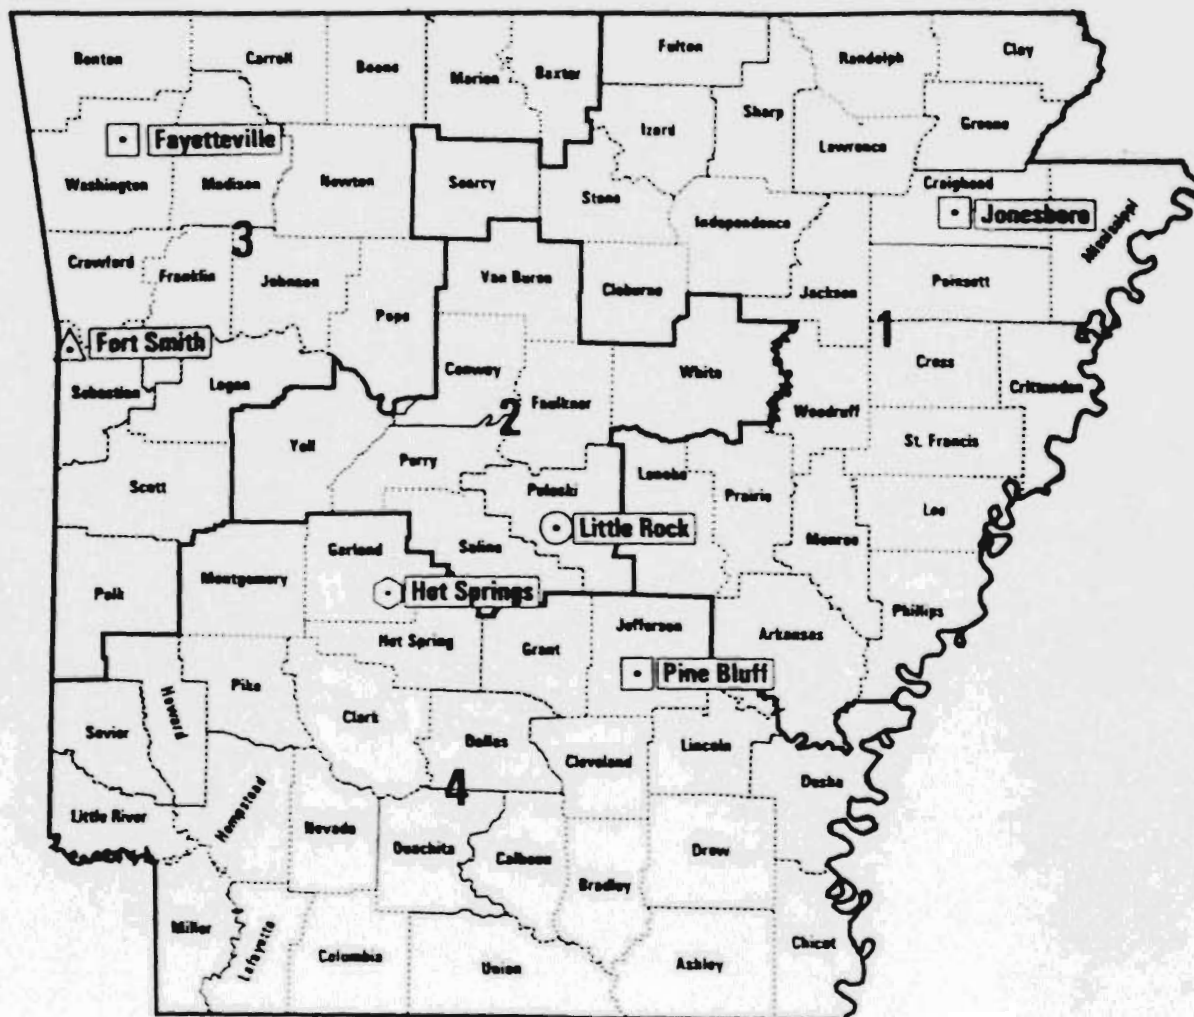 Benton
Carroll
Boone
Marion
Baxter
Fulton
Randolph
Clay
Sharp
Izard
Greene
Lawrence
Fayetteville
Washington
Madison
Newton
Searcy
Stone
Craighead
Jonesboro
Mississippi
Independence
3
Crawford
Franklin
Johnson
Van Buren
Cleburne
Jackson
Poinsett
Pope
Fort Smith
1
Sebastian
Logan
Conway
White
Cross
Crittenden
Faulkner
2
Woodruff
St. Francis
Yell
Perry
Scott
Pulaski
Lonoke
Prairie
Lee
Little Rock
Monroe
Garland
Saline
Montgomery
Polk
Hot Springs
Phillips
Jefferson
Arkansas
Hot Spring
Grant
Pine Bluff
Pike
Howard
Clark
Sevier
Dallas
Cleveland
Lincoln
Desha
4
Little River
Hempstead
Nevada
Ouachita
Calhoun
Drew
Bradley
Miller
Lafayette
Columbia
Union
Ashley
Chicot